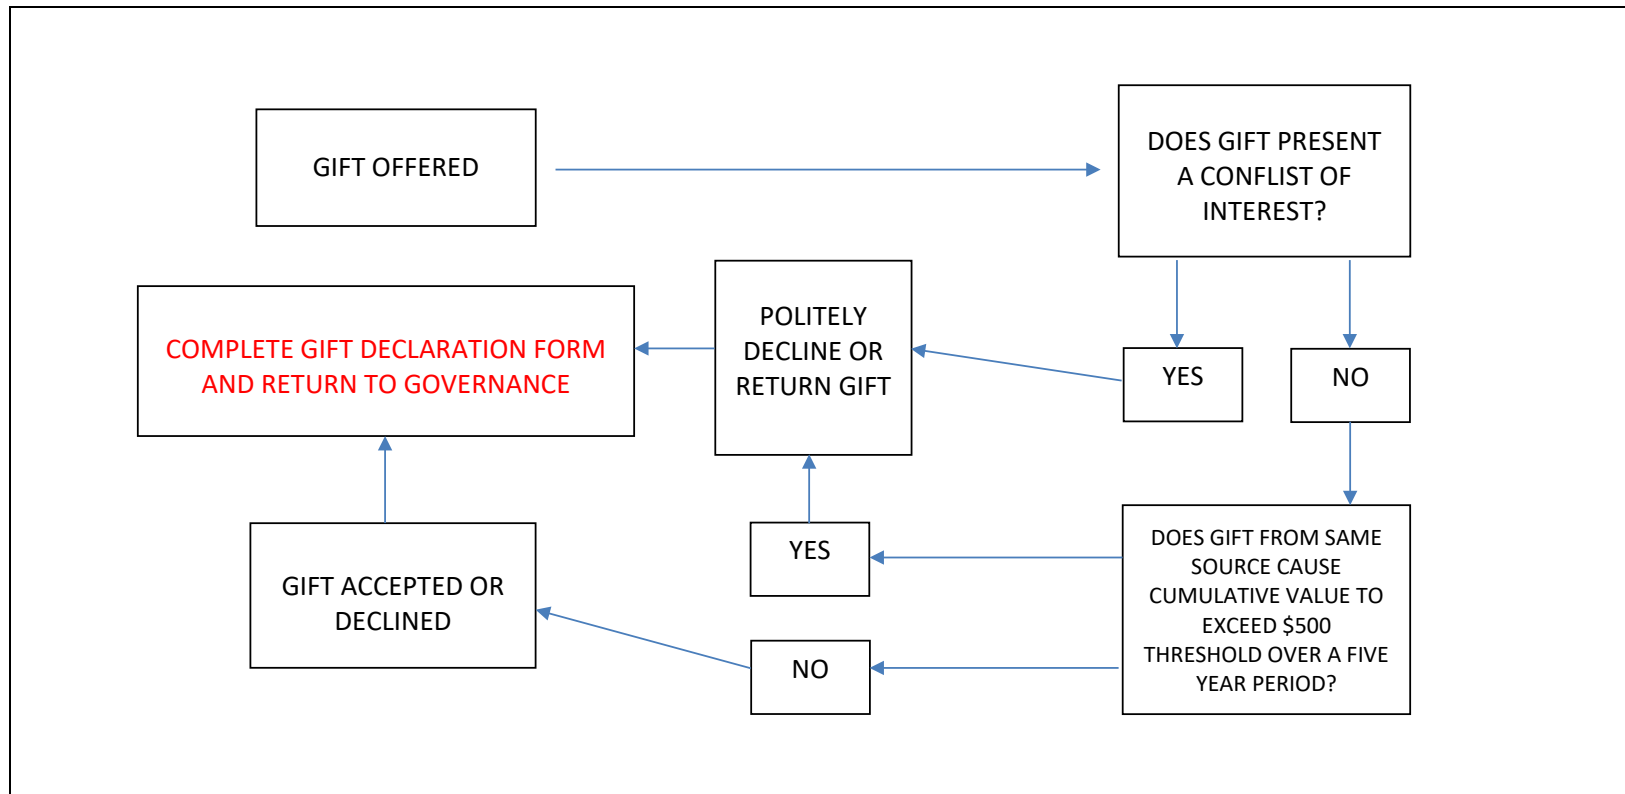 GIFT OFFERED
DOES GIFT PRESENT
A CONFLIST OF
INTEREST?
POLITELY
DECLINE OR
RETURN GIFT
COMPLETE GIFT DECLARATION FORM
AND RETURN TO GOVERNANCE
YES
NO
DOES GIFT FROM SAME
SOURCE CAUSE
CUMULATIVE VALUE TO
EXCEED $500
THRESHOLD OVER A FIVE
YEAR PERIOD?
YES
GIFT ACCEPTED OR
DECLINED
NO